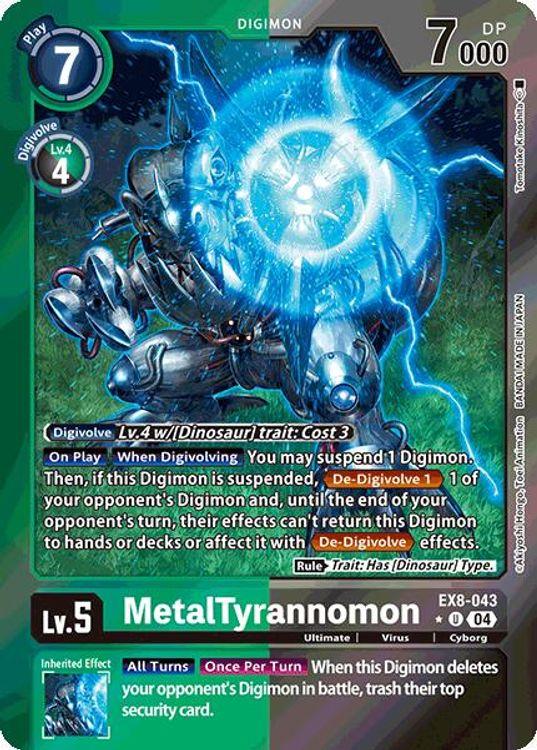 DIGIMON
Play
7
DP
7000
Digivolve
Lv.4
4
Tomotake Kinoshita
BANDAI MADE IN JAPAN
©Akiyoshi Hongo, Toei Animation
Digivolve Lv.4 w/[Dinosaur] trait: Cost 3
On Play When Digivolving You may suspend 1 Digimon.
Then, if this Digimon is suspended, De-Digivolve 1 1 of
your opponent's Digimon and, until the end of your
opponent's turn, their effects can't return this Digimon
to hands or decks or affect it with De-Digivolve effects.
Rule Trait: Has [Dinosaur] Type.
Lv.5 MetalTyrannomon EX8-043
U 04
Ultimate | Virus | Cyborg
Inherited Effect
All Turns Once Per Turn When this Digimon deletes
your opponent's Digimon in battle, trash their top
security card.